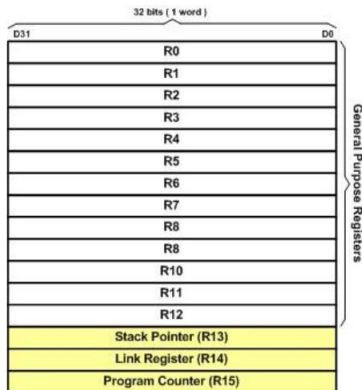 32 bits ( 1 word )
D31 D0
R0
R1
R2
R3
R4
R5
R6
R7
R8
R8
R10
R11
R12
General Purpose Registers
Stack Pointer (R13)
Link Register (R14)
Program Counter (R15)